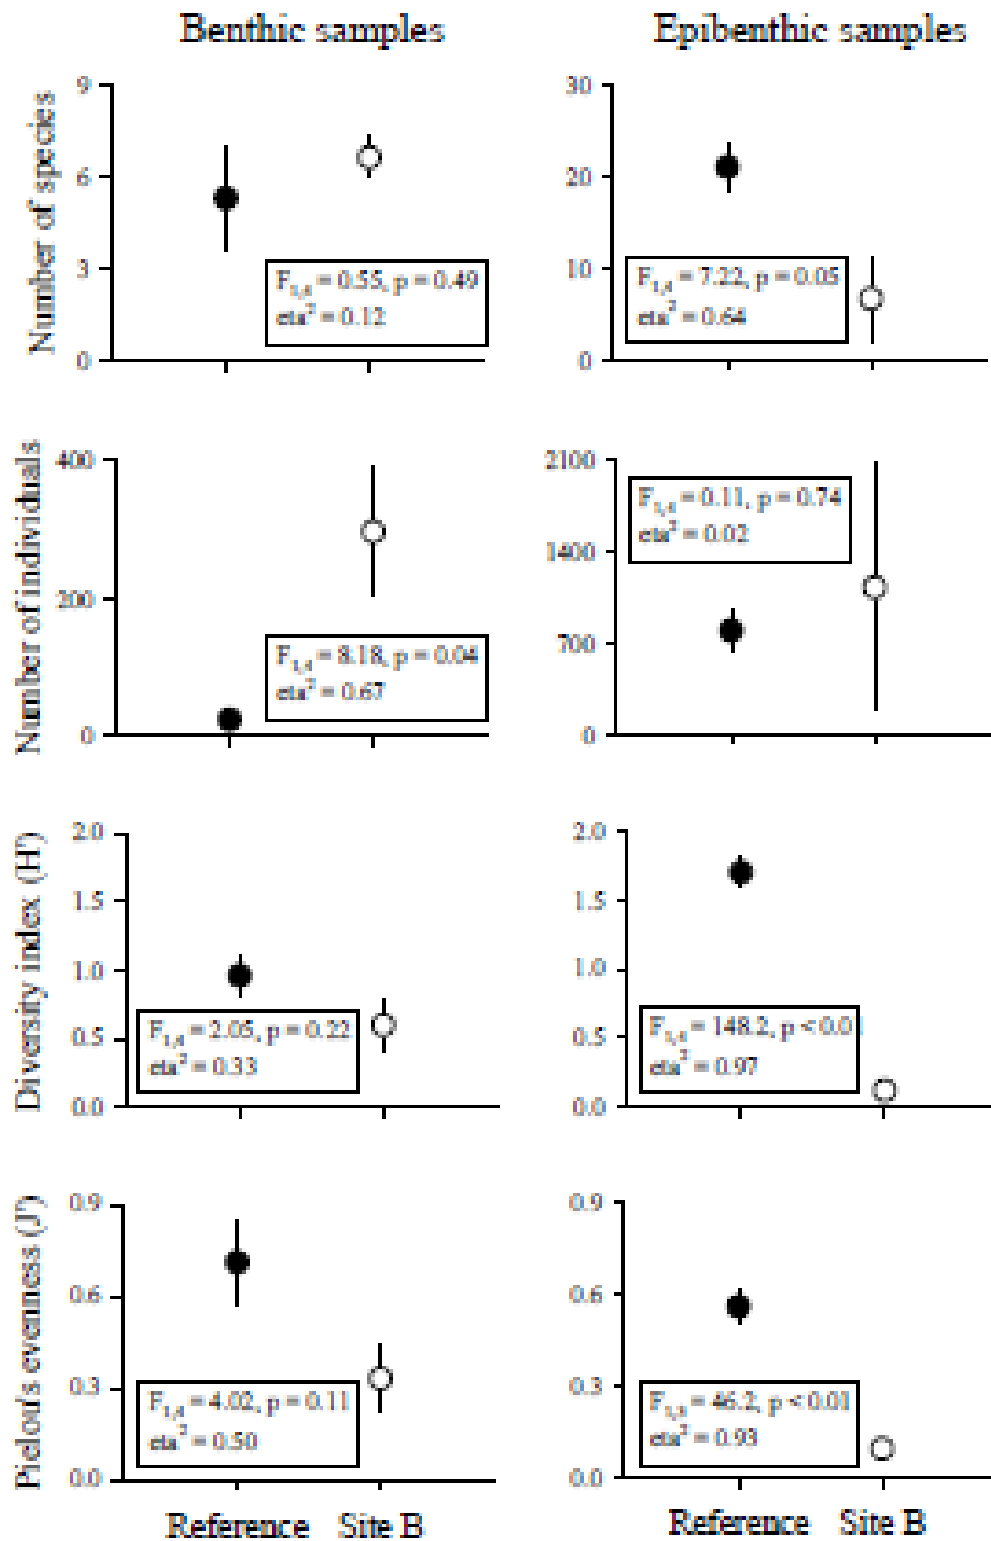 Benthic samples Epibenthic samples
Number of species
9
6
3
0
F1,4 = 0.55, p = 0.49
eta² = 0.12
30
20
10
0
F1,4 = 7.22, p = 0.05
eta² = 0.64
Number of individuals
400
200
0
F1,4 = 8.18, p = 0.04
eta² = 0.67
2100
1400
700
0
F1,4 = 0.11, p = 0.74
eta² = 0.02
Diversity index (H')
2.0
1.5
1.0
0.5
0.0
F1,4 = 2.05, p = 0.22
eta² = 0.33
2.0
1.5
1.0
0.5
0.0
F1,4 = 148.2, p < 0.0
eta² = 0.97
Pielou's evenness (J')
0.9
0.6
0.3
0.0
F1,4 = 4.02, p = 0.11
eta² = 0.50
0.9
0.6
0.3
0.0
F1,4 = 46.2, p < 0.01
eta² = 0.93
Reference Site B
Reference Site B